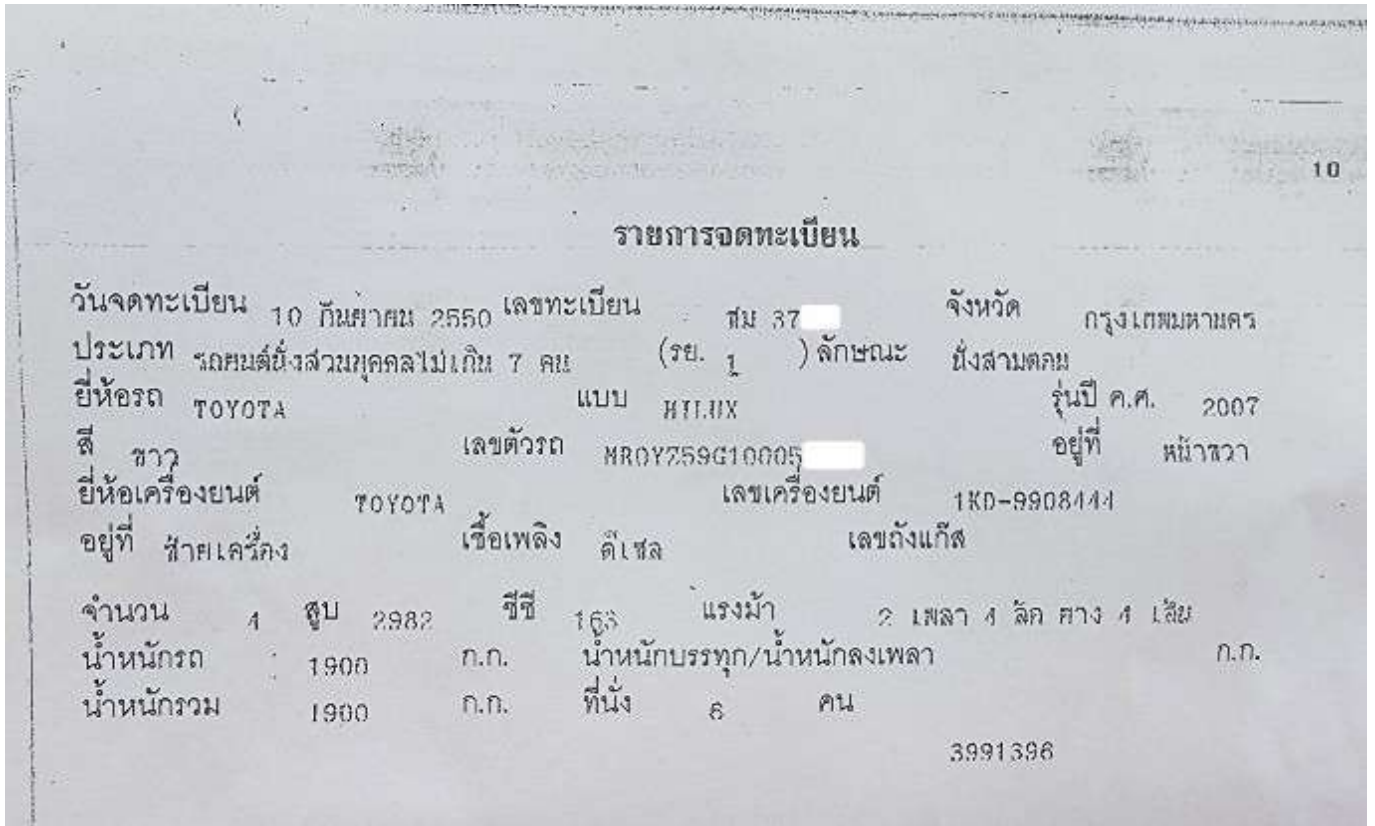 10
รายการจดทะเบียน
วันจดทะเบียน 10 กันยายน 2550 เลขทะเบียน ศม 37 จังหวัด กรุงเทพมหานคร
ประเภท รถยนต์นั่งส่วนบุคคลไม่เกิน 7 คน (รย. 1 ) ลักษณะ นั่งสามตอน
ยี่ห้อรถ TOYOTA แบบ HILUX รุ่นปี ค.ศ. 2007
สี ขาว เลขตัวรถ MR0YZ59G10005 อยู่ที่ หน้าขวา
ยี่ห้อเครื่องยนต์ TOYOTA เลขเครื่องยนต์ 1KD-9908444
อยู่ที่ ซ้ายเครื่อง เชื้อเพลิง ดีเซล เลขถังแก๊ส
จำนวน 4 สูบ 2982 ซีซี 163 แรงม้า 2 เพลา 4 ล้อ ยาง 4 เส้น
น้ำหนักรถ 1900 ก.ก. น้ำหนักบรรทุก/น้ำหนักลงเพลา ก.ก.
น้ำหนักรวม 1900 ก.ก. ที่นั่ง 6 คน
3991396